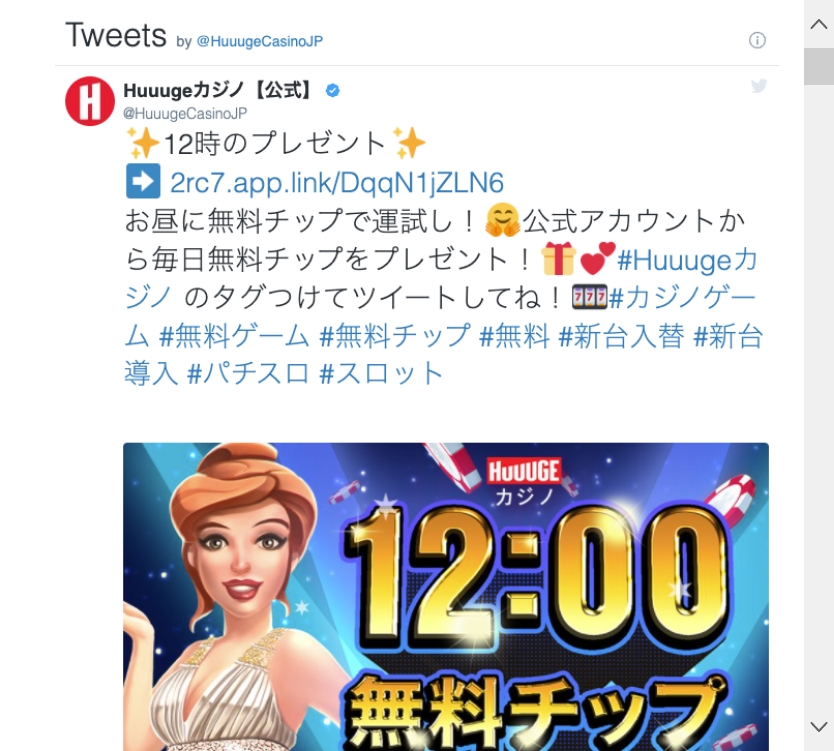 Tweets by @HuuugeCasinoJP
Huuugeカジノ【公式】
@HuuugeCasinoJP
✨12時のプレゼント✨
➡ 2rc7.app.link/DqqN1jZLN6
お昼に無料チップで運試し！🤗公式アカウントか
ら毎日無料チップをプレゼント！🎁💕#Huuugeカ
ジノ のタグつけてツイートしてね！🎰#カジノゲー
ム #無料ゲーム #無料チップ #無料 #新台入替 #新台
導入 #パチスロ #スロット
HUUUGE
カジノ
12:00
無料チップ